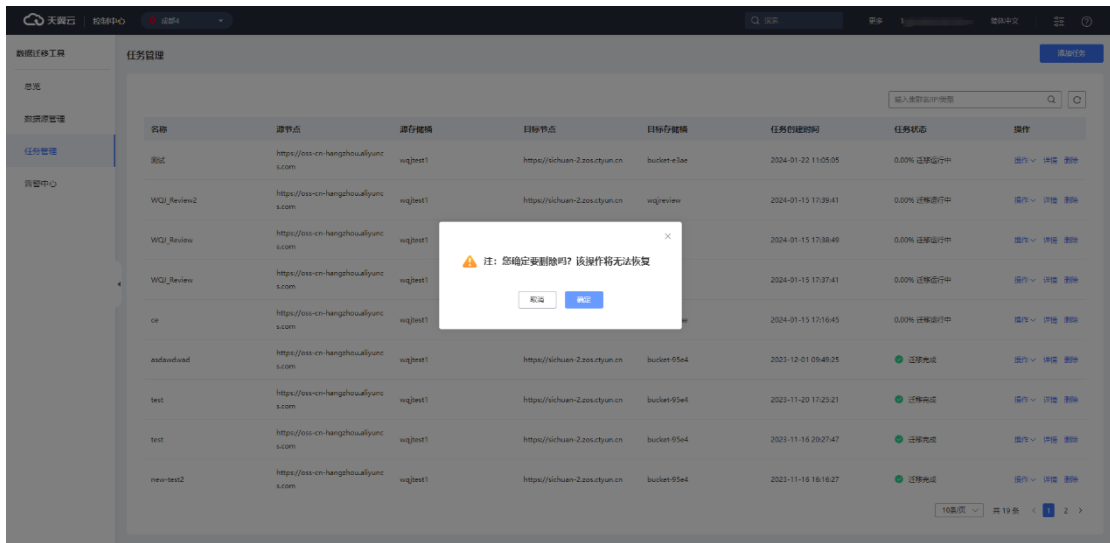 天翼云 控制中心 成都4 搜索 更多 简体中文
数据迁移工具
总览
数据源管理
任务管理
告警中心
任务管理 添加任务
名称 源节点 源存储桶 目标节点 目标存储桶 任务创建时间 任务状态 操作
测试 https://oss-cn-hangzhou.aliyunc wqjtest1 https://sichuan-2.zos.ctyun.cn bucket-e3ae 2024-01-22 11:05:05 0.00% 迁移运行中 操作 详情 删除
s.com
WQJ_Review2 https://oss-cn-hangzhou.aliyunc wqjtest1 https://sichuan-2.zos.ctyun.cn wqjreview 2024-01-15 17:39:41 0.00% 迁移运行中 操作 详情 删除
s.com
WQJ_Review https://oss-cn-hangzhou.aliyunc wqjtest1 2024-01-15 17:38:49 0.00% 迁移运行中 操作 详情 删除
s.com
WQJ_Review https://oss-cn-hangzhou.aliyunc wqjtest1 2024-01-15 17:37:41 0.00% 迁移运行中 操作 详情 删除
s.com
ce https://oss-cn-hangzhou.aliyunc wqjtest1 2024-01-15 17:16:45 0.00% 迁移运行中 操作 详情 删除
s.com
asdawdwad https://oss-cn-hangzhou.aliyunc wqjtest1 https://sichuan-2.zos.ctyun.cn bucket-95e4 2023-12-01 09:49:25 迁移完成 操作 详情 删除
s.com
test https://oss-cn-hangzhou.aliyunc wqjtest1 https://sichuan-2.zos.ctyun.cn bucket-95e4 2023-11-20 17:25:21 迁移完成 操作 详情 删除
s.com
test https://oss-cn-hangzhou.aliyunc wqjtest1 https://sichuan-2.zos.ctyun.cn bucket-95e4 2023-11-16 20:27:47 迁移完成 操作 详情 删除
s.com
new-test2 https://oss-cn-hangzhou.aliyunc wqjtest1 https://sichuan-2.zos.ctyun.cn bucket-95e4 2023-11-16 16:16:27 迁移完成 操作 详情 删除
s.com
10条/页 共 19 条 1 2
注：您确定要删除吗？该操作将无法恢复
取消 确定